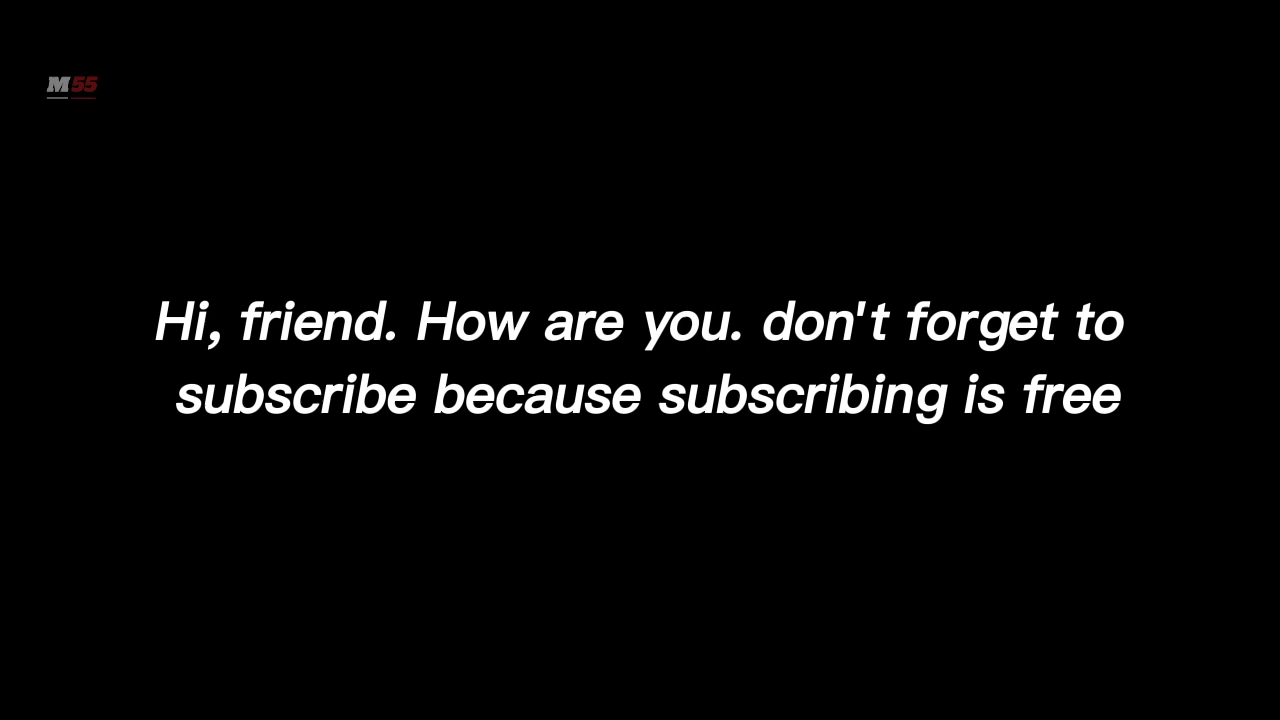 M55
Hi, friend. How are you. don't forget to
subscribe because subscribing is free